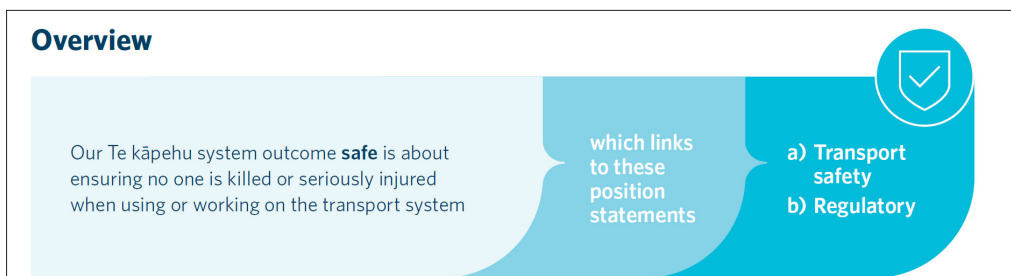 Overview
Our Te kāpehu system outcome safe is about
ensuring no one is killed or seriously injured
when using or working on the transport system
which links
to these
position
statements
a) Transport
safety
b) Regulatory